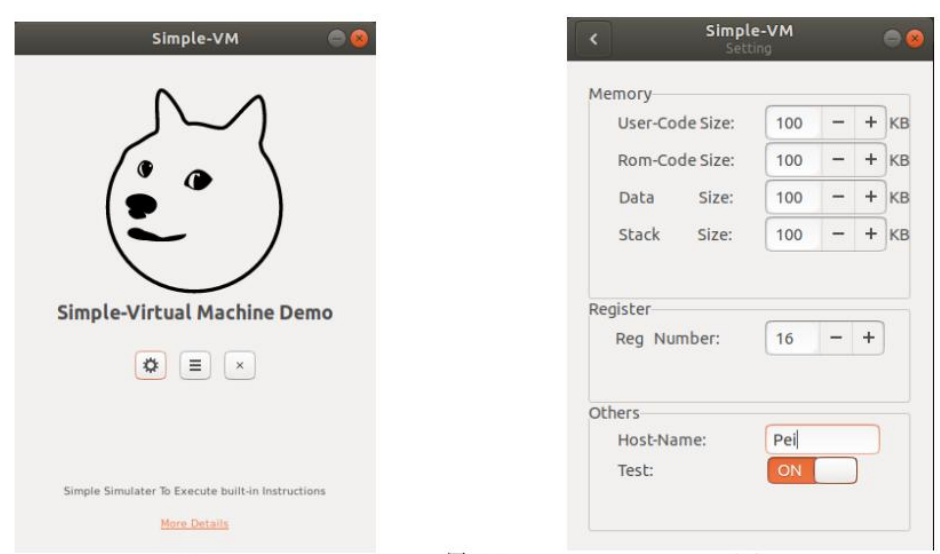 Simple-VM
Simple-Virtual Machine Demo
Simple Simulater To Execute built-in Instructions
More Details
Simple-VM
Setting
Memory
User-Code Size: 100 − + KB
Rom-Code Size: 100 − + KB
Data Size: 100 − + KB
Stack Size: 100 − + KB
Register
Reg Number: 16 − +
Others
Host-Name: Pei
Test: ON